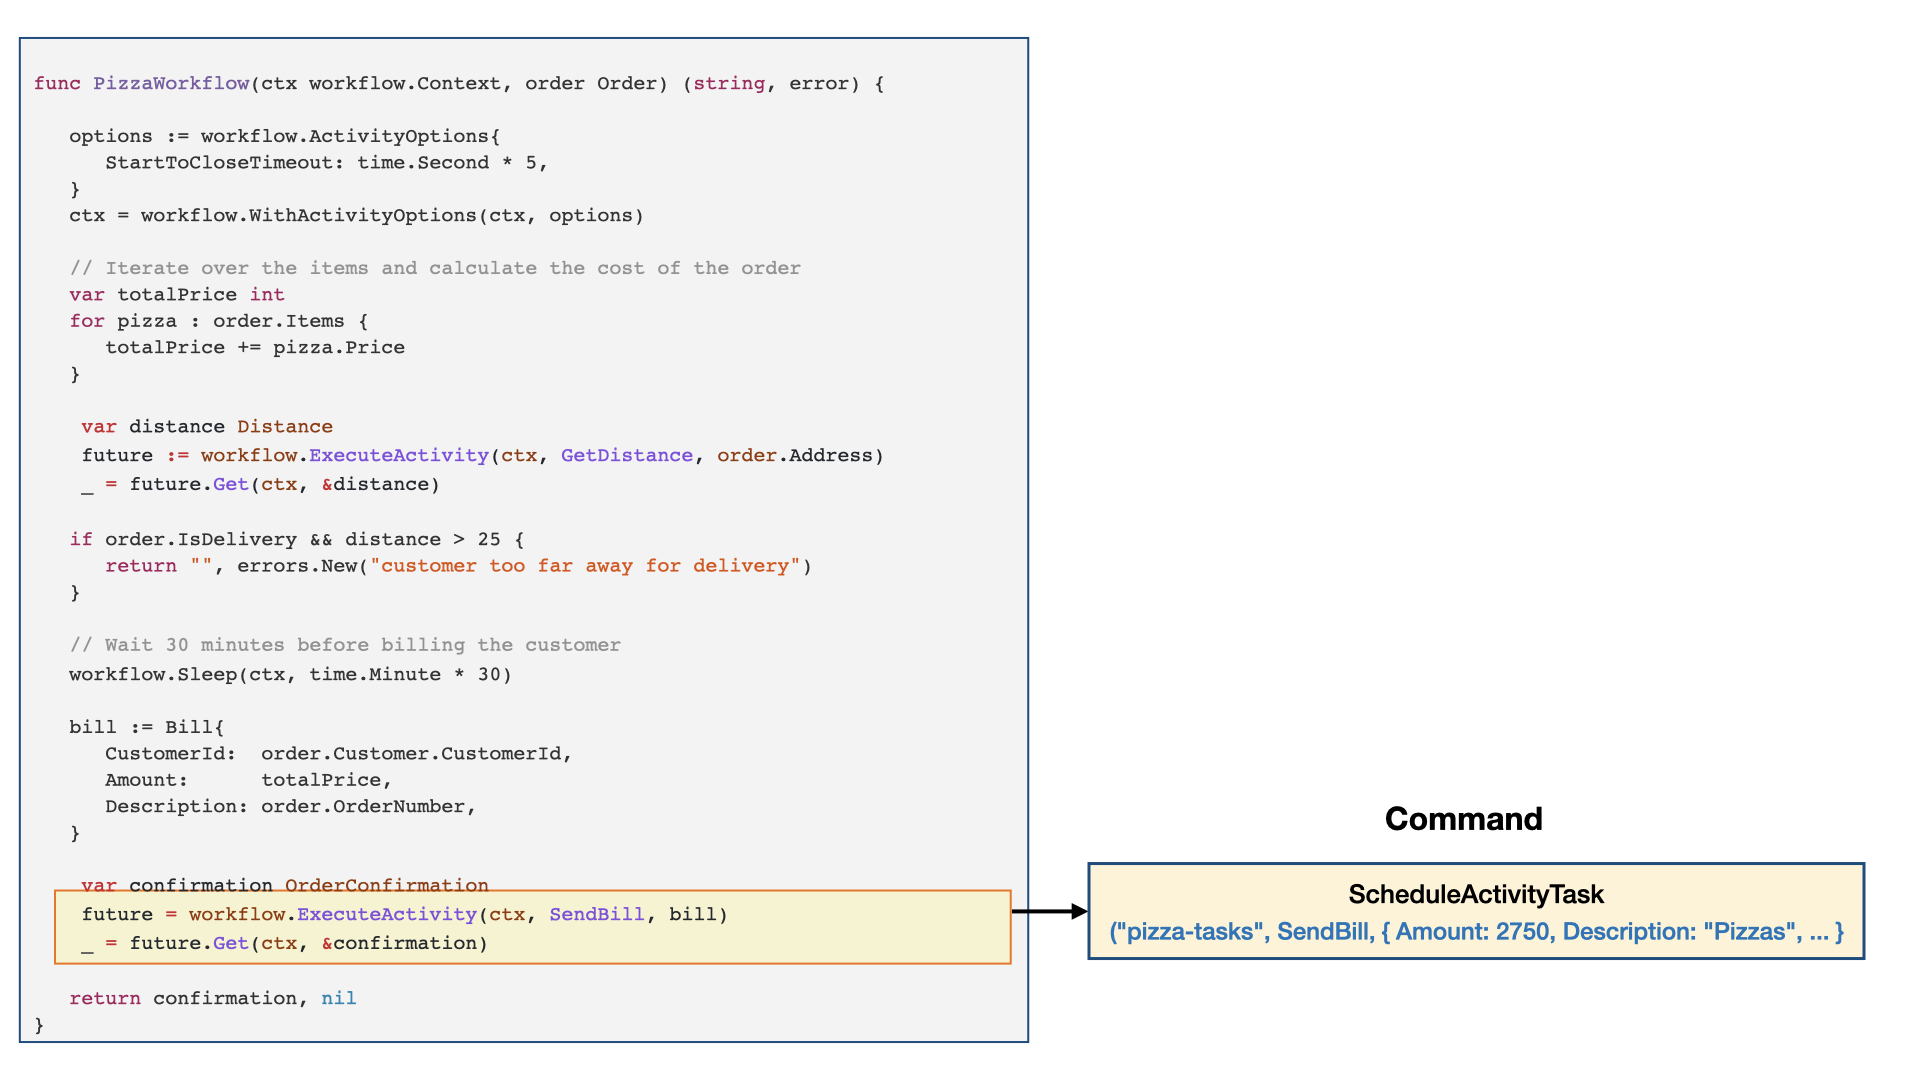 func PizzaWorkflow(ctx workflow.Context, order Order) (string, error) {
options := workflow.ActivityOptions{
StartToCloseTimeout: time.Second * 5,
}
ctx = workflow.WithActivityOptions(ctx, options)
// Iterate over the items and calculate the cost of the order
var totalPrice int
for pizza : order.Items {
totalPrice += pizza.Price
}
var distance Distance
future := workflow.ExecuteActivity(ctx, GetDistance, order.Address)
_ = future.Get(ctx, &distance)
if order.IsDelivery && distance > 25 {
return "", errors.New("customer too far away for delivery")
}
// Wait 30 minutes before billing the customer
workflow.Sleep(ctx, time.Minute * 30)
bill := Bill{
CustomerId: order.Customer.CustomerId,
Amount: totalPrice,
Description: order.OrderNumber,
}
var confirmation OrderConfirmation
future = workflow.ExecuteActivity(ctx, SendBill, bill)
_ = future.Get(ctx, &confirmation)
return confirmation, nil
}
Command
ScheduleActivityTask
("pizza-tasks", SendBill, { Amount: 2750, Description: "Pizzas", ... }